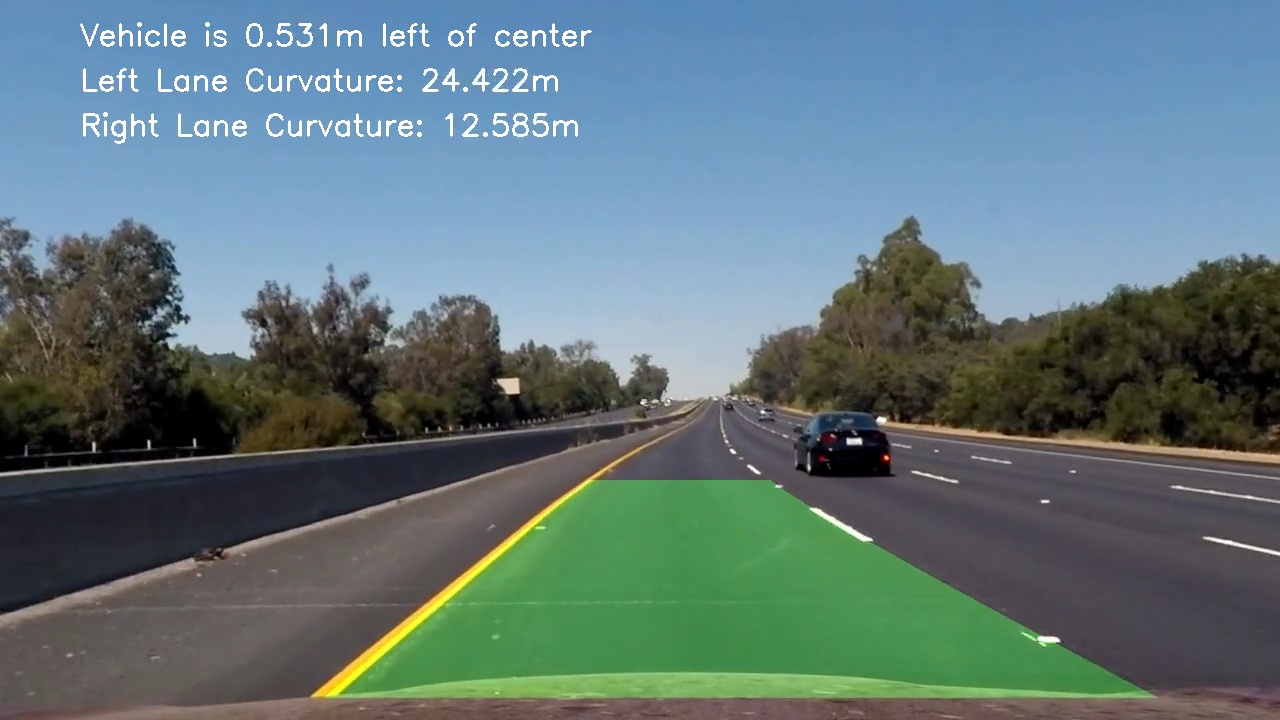 Vehicle is 0.531m left of center
Left Lane Curvature: 24.422m
Right Lane Curvature: 12.585m